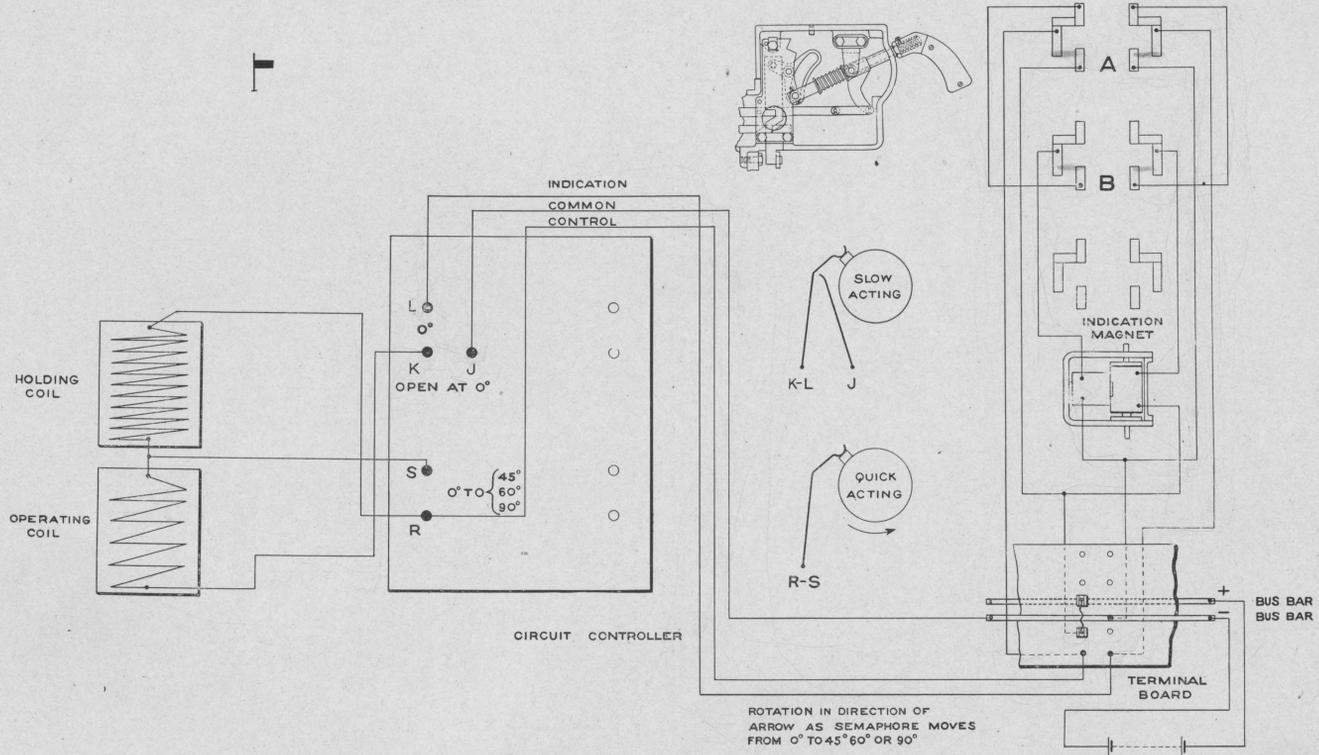 A
B
INDICATION
COMMON
CONTROL
L
0°
K
J
OPEN AT 0°
SLOW
ACTING
K-L
J
INDICATION
MAGNET
HOLDING
COIL
S
0° TO { 45°
60°
90°
R
OPERATING
COIL
QUICK
ACTING
R-S
+
BUS BAR
−
BUS BAR
CIRCUIT CONTROLLER
TERMINAL
BOARD
ROTATION IN DIRECTION OF
ARROW AS SEMAPHORE MOVES
FROM 0° TO 45° 60° OR 90°